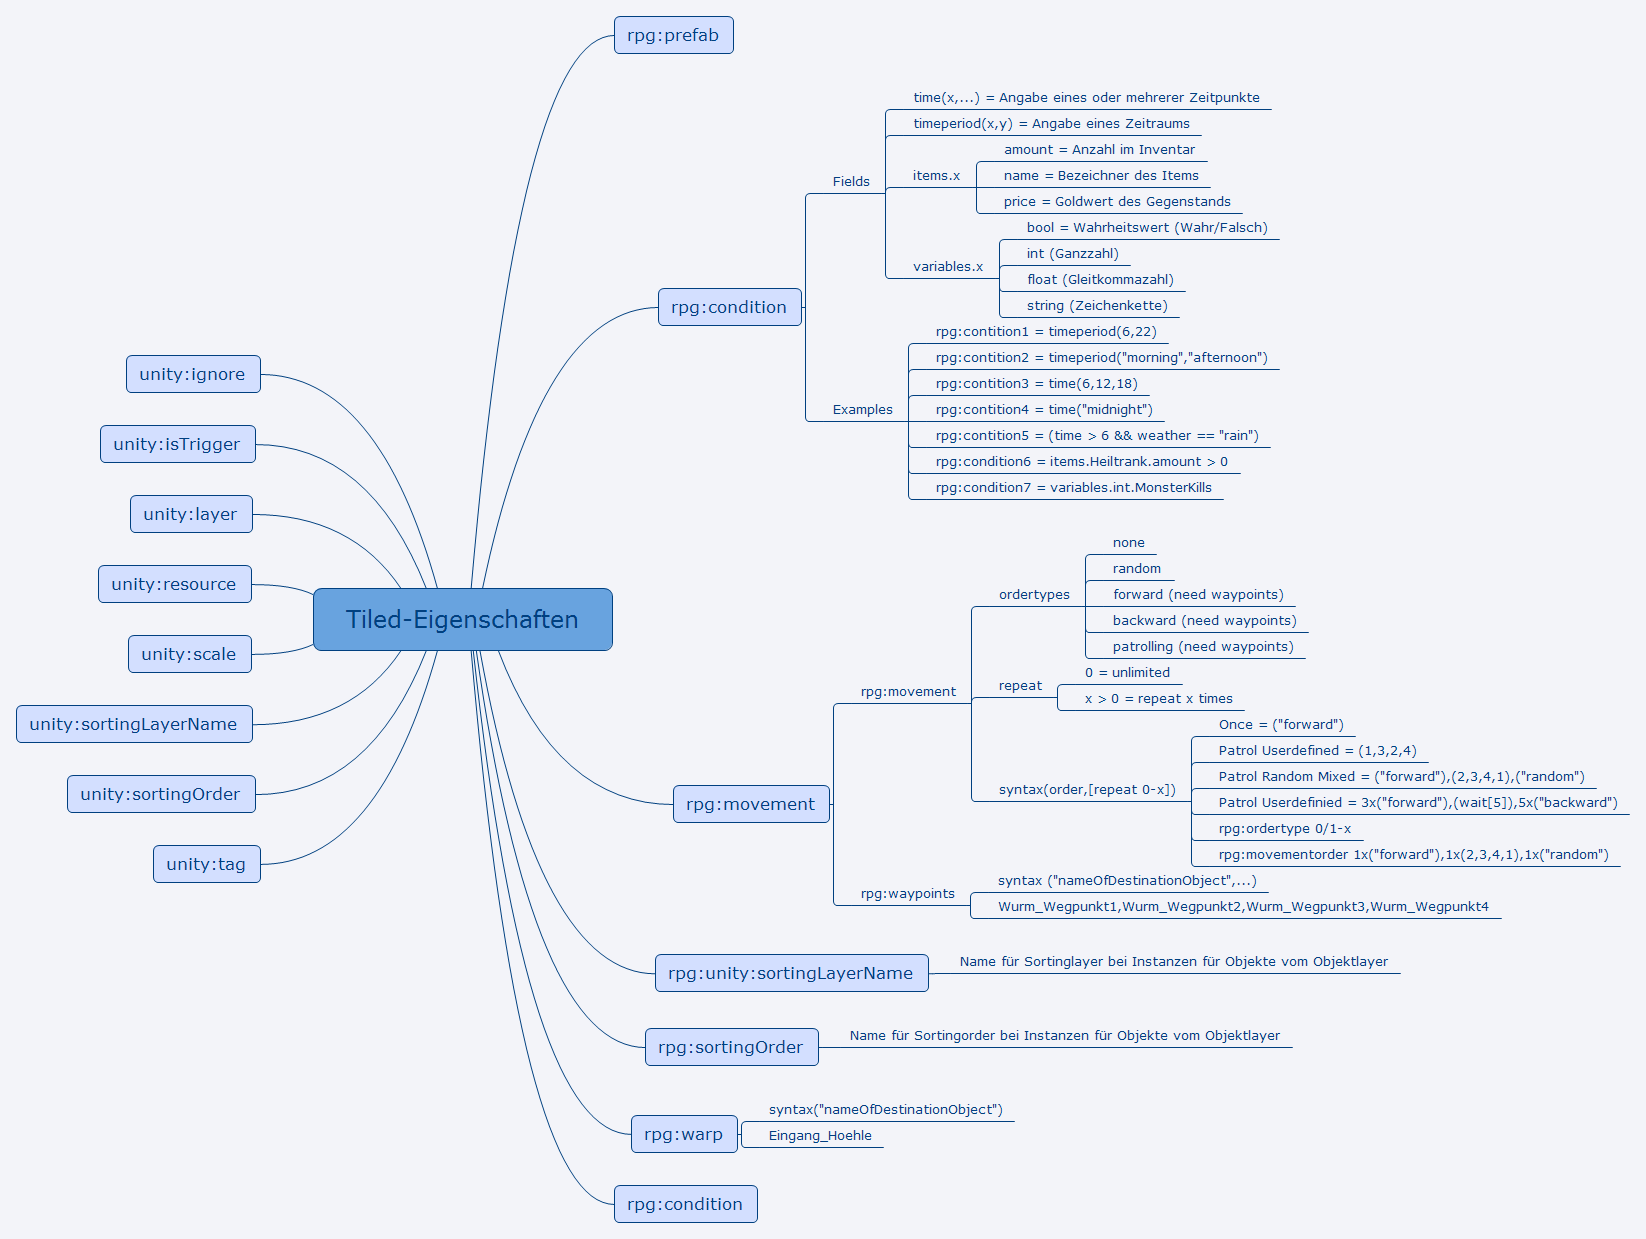 Tiled-Eigenschaften
rpg:prefab
rpg:condition
Fields
time(x,...) = Angabe eines oder mehrerer Zeitpunkte
timeperiod(x,y) = Angabe eines Zeitraums
items.x
amount = Anzahl im Inventar
name = Bezeichner des Items
price = Goldwert des Gegenstands
variables.x
bool = Wahrheitswert (Wahr/Falsch)
int (Ganzzahl)
float (Gleitkommazahl)
string (Zeichenkette)
Examples
rpg:contition1 = timeperiod(6,22)
rpg:contition2 = timeperiod("morning","afternoon")
rpg:contition3 = time(6,12,18)
rpg:contition4 = time("midnight")
rpg:contition5 = (time > 6 && weather == "rain")
rpg:condition6 = items.Heiltrank.amount > 0
rpg:condition7 = variables.int.MonsterKills
rpg:movement
rpg:movement
ordertypes
none
random
forward (need waypoints)
backward (need waypoints)
patrolling (need waypoints)
repeat
0 = unlimited
x > 0 = repeat x times
syntax(order,[repeat 0-x])
Once = ("forward")
Patrol Userdefined = (1,3,2,4)
Patrol Random Mixed = ("forward"),(2,3,4,1),("random")
Patrol Userdefinied = 3x("forward"),(wait[5]),5x("backward")
rpg:ordertype 0/1-x
rpg:movementorder 1x("forward"),1x(2,3,4,1),1x("random")
rpg:waypoints
syntax ("nameOfDestinationObject",...)
Wurm_Wegpunkt1,Wurm_Wegpunkt2,Wurm_Wegpunkt3,Wurm_Wegpunkt4
rpg:unity:sortingLayerName
Name für Sortinglayer bei Instanzen für Objekte vom Objektlayer
rpg:sortingOrder
Name für Sortingorder bei Instanzen für Objekte vom Objektlayer
rpg:warp
syntax("nameOfDestinationObject")
Eingang_Hoehle
rpg:condition
unity:ignore
unity:isTrigger
unity:layer
unity:resource
unity:scale
unity:sortingLayerName
unity:sortingOrder
unity:tag